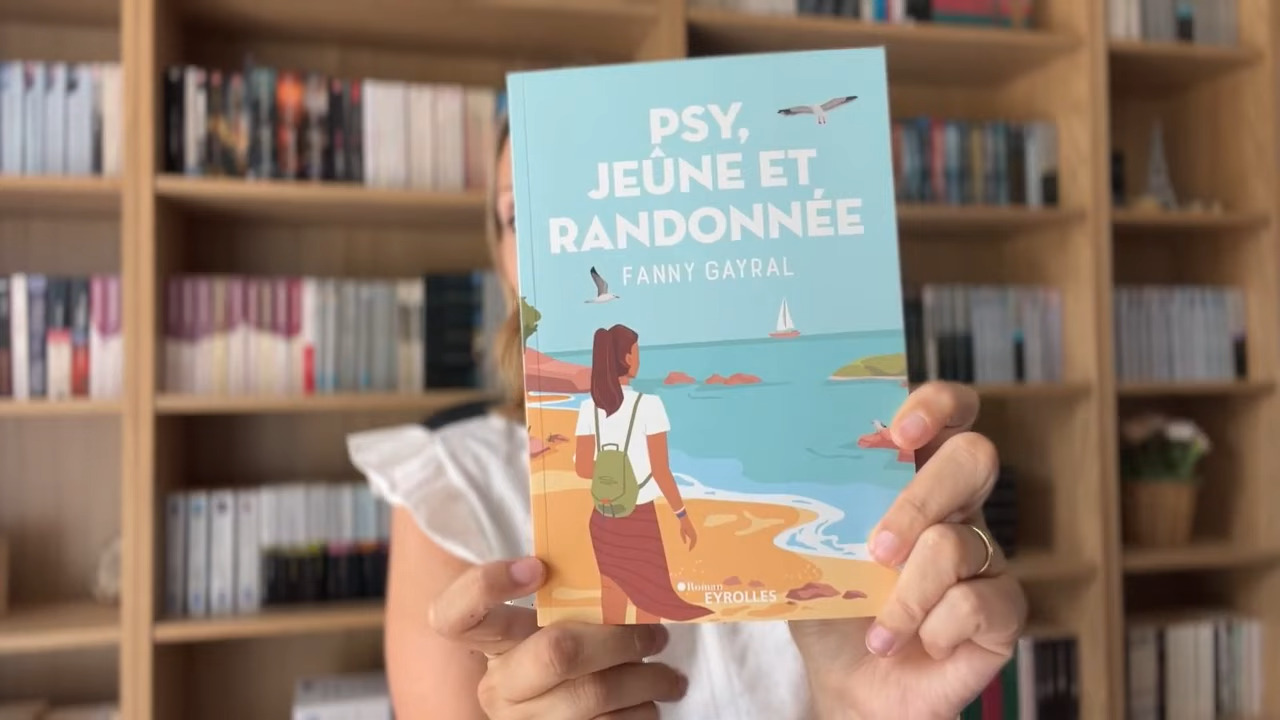 PSY,
JEÛNE ET
RANDONNÉE
FANNY GAYRAL
Roman
EYROLLES